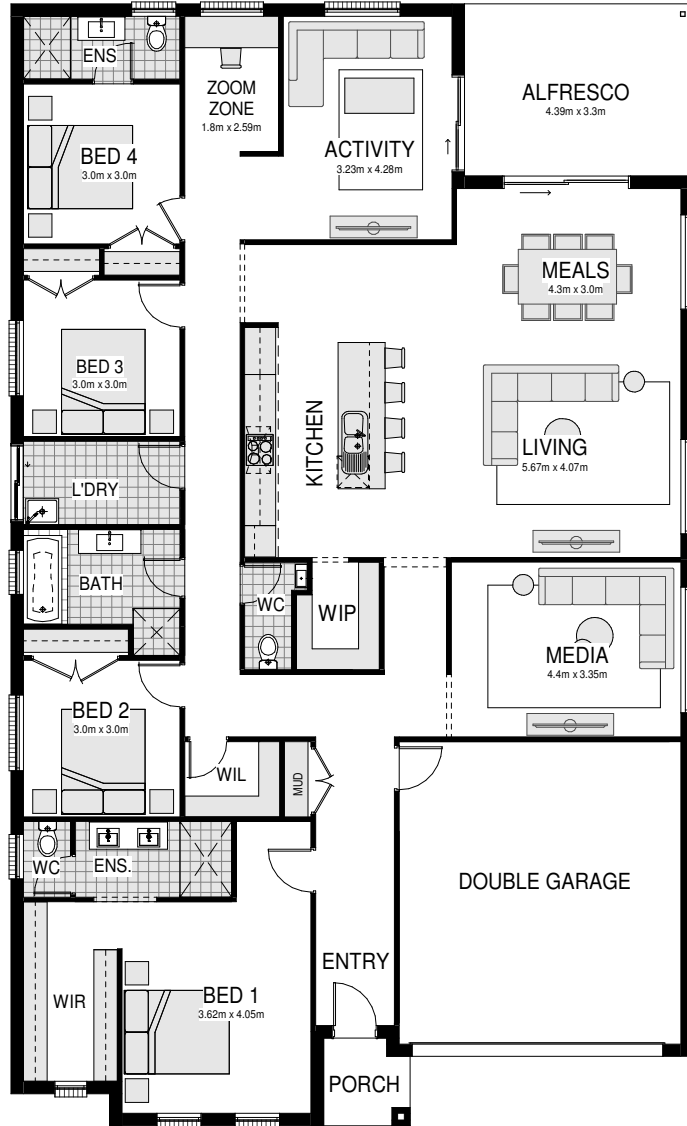 ENS
ZOOM
ZONE
1.8m x 2.59m
ALFRESCO
4.39m x 3.3m
BED 4
3.0m x 3.0m
ACTIVITY
3.23m x 4.28m
MEALS
4.3m x 3.0m
BED 3
3.0m x 3.0m
KITCHEN
LIVING
5.67m x 4.07m
L'DRY
BATH
WC
WIP
MEDIA
4.4m x 3.35m
BED 2
3.0m x 3.0m
WIL
MUD
WC
ENS.
DOUBLE GARAGE
ENTRY
WIR
BED 1
3.62m x 4.05m
PORCH